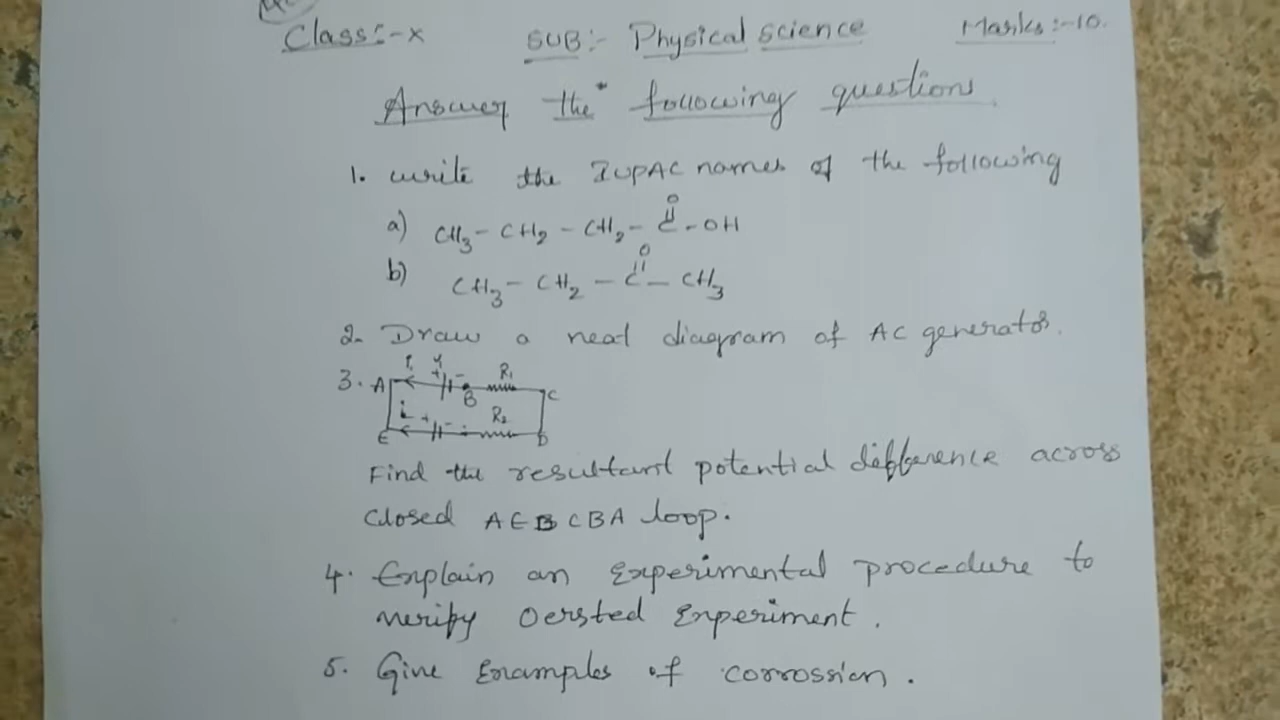 Class:-X SUB:- Physical science Marks:-10.
Answer the following questions.
1. write the IUPAC names of the following
a) CH3 - CH2 - CH2 - C - OH
O
b) CH3 - CH2 - C - CH3
O
2. Draw a neat diagram of AC generator.
3. A + - B R1 C
E + - R2 D
Find the resultant potential difference across
closed AEDCBA loop.
4. Explain an Experimental procedure to
verify Oersted Experiment.
5. Give Examples of corrossion.